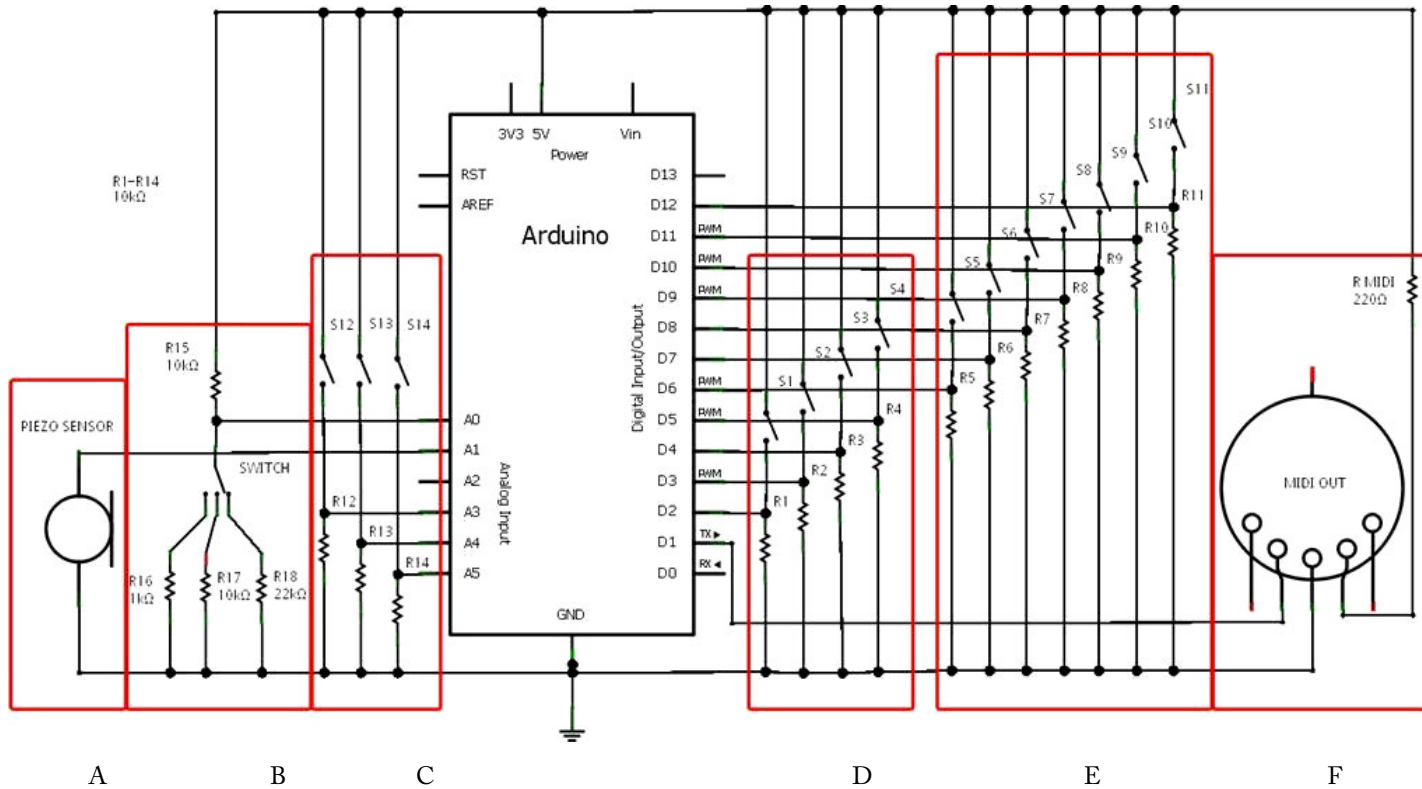 R1-R14
10kΩ
3V3 5V
Vin
Power
RST
AREF
Arduino
D13
D12
PWM D11
PWM D10
PWM D9
D8
D7
PWM D6
PWM D5
D4
PWM D3
D2
TX▶ D1
RX◀ D0
Digital Input/Output
Analog Input
A0
A1
A2
A3
A4
A5
GND
PIEZO SENSOR
R15
10kΩ
SWITCH
R16
1kΩ
R17
10kΩ
R18
22kΩ
S12
S13
S14
R12
R13
R14
S1
S2
S3
S4
R1
R2
R3
R4
S5
S6
S7
S8
S9
S10
S11
R5
R6
R7
R8
R9
R10
R11
R MIDI
220Ω
MIDI OUT
A
B
C
D
E
F